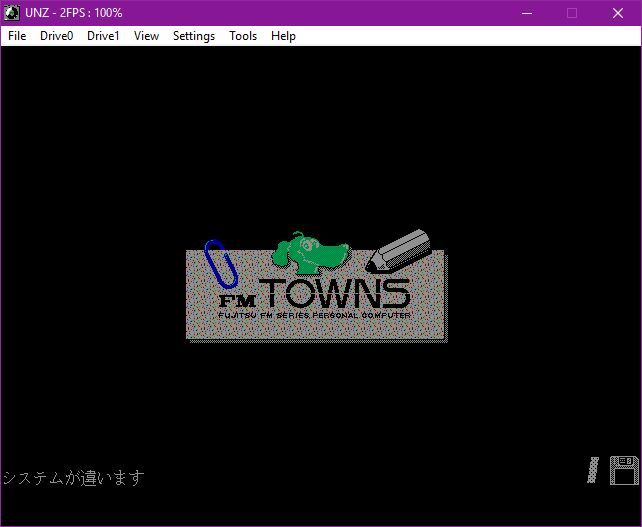 UNZ - 2FPS : 100%
File Drive0 Drive1 View Settings Tools Help
FM TOWNS
FUJITSU FM SERIES PERSONAL COMPUTER
システムが違います